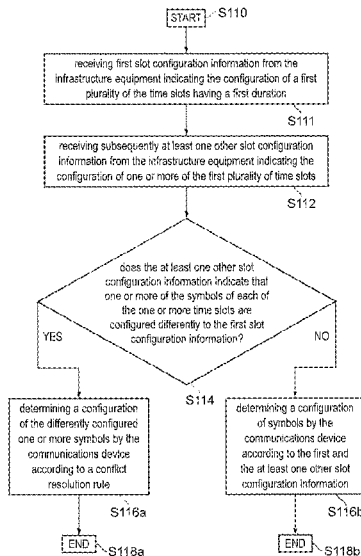 START
S110
receiving first slot configuration information from the
infrastructure equipment indicating the configuration of a first
plurality of the time slots having a first duration
S111
receiving subsequently at least one other slot configuration
information from the infrastructure equipment indicating the
configuration of one or more of the first plurality of time slots
S112
does the at least one other slot
configuration information indicate that
one or more of the symbols of each of
the one or more time slots are
configured differently to the first slot
configuration information?
YES
NO
S114
determining a configuration
of the differently configured
one or more symbols by the
communications device
according to a conflict
resolution rule
S116a
determining a configuration
of symbols by the
communications device
according to the first and
the at least one other slot
configuration information
S116b
END
S118a
END
S118b